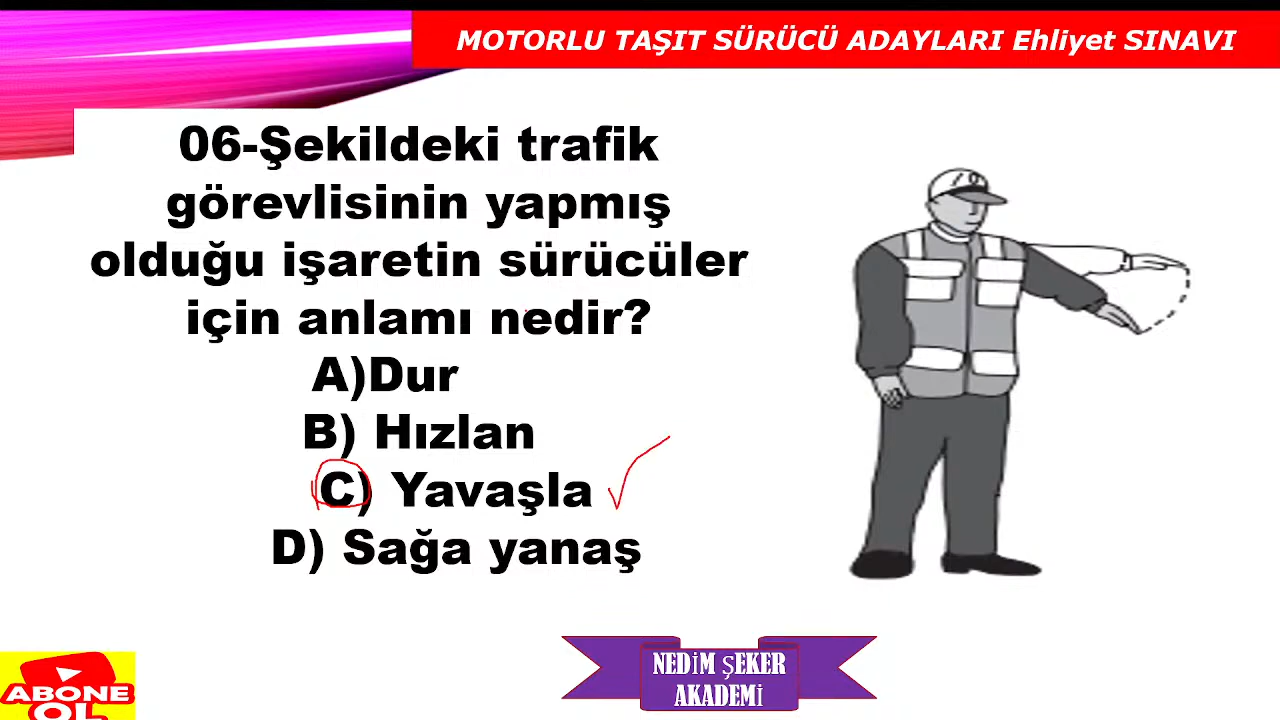 MOTORLU TAŞIT SÜRÜCÜ ADAYLARI Ehliyet SINAVI
06-Şekildeki trafik
görevlisinin yapmış
olduğu işaretin sürücüler
için anlamı nedir?
A)Dur
B) Hızlan
C) Yavaşla
D) Sağa yanaş
NEDİM ŞEKER
AKADEMİ
ABONE
OL